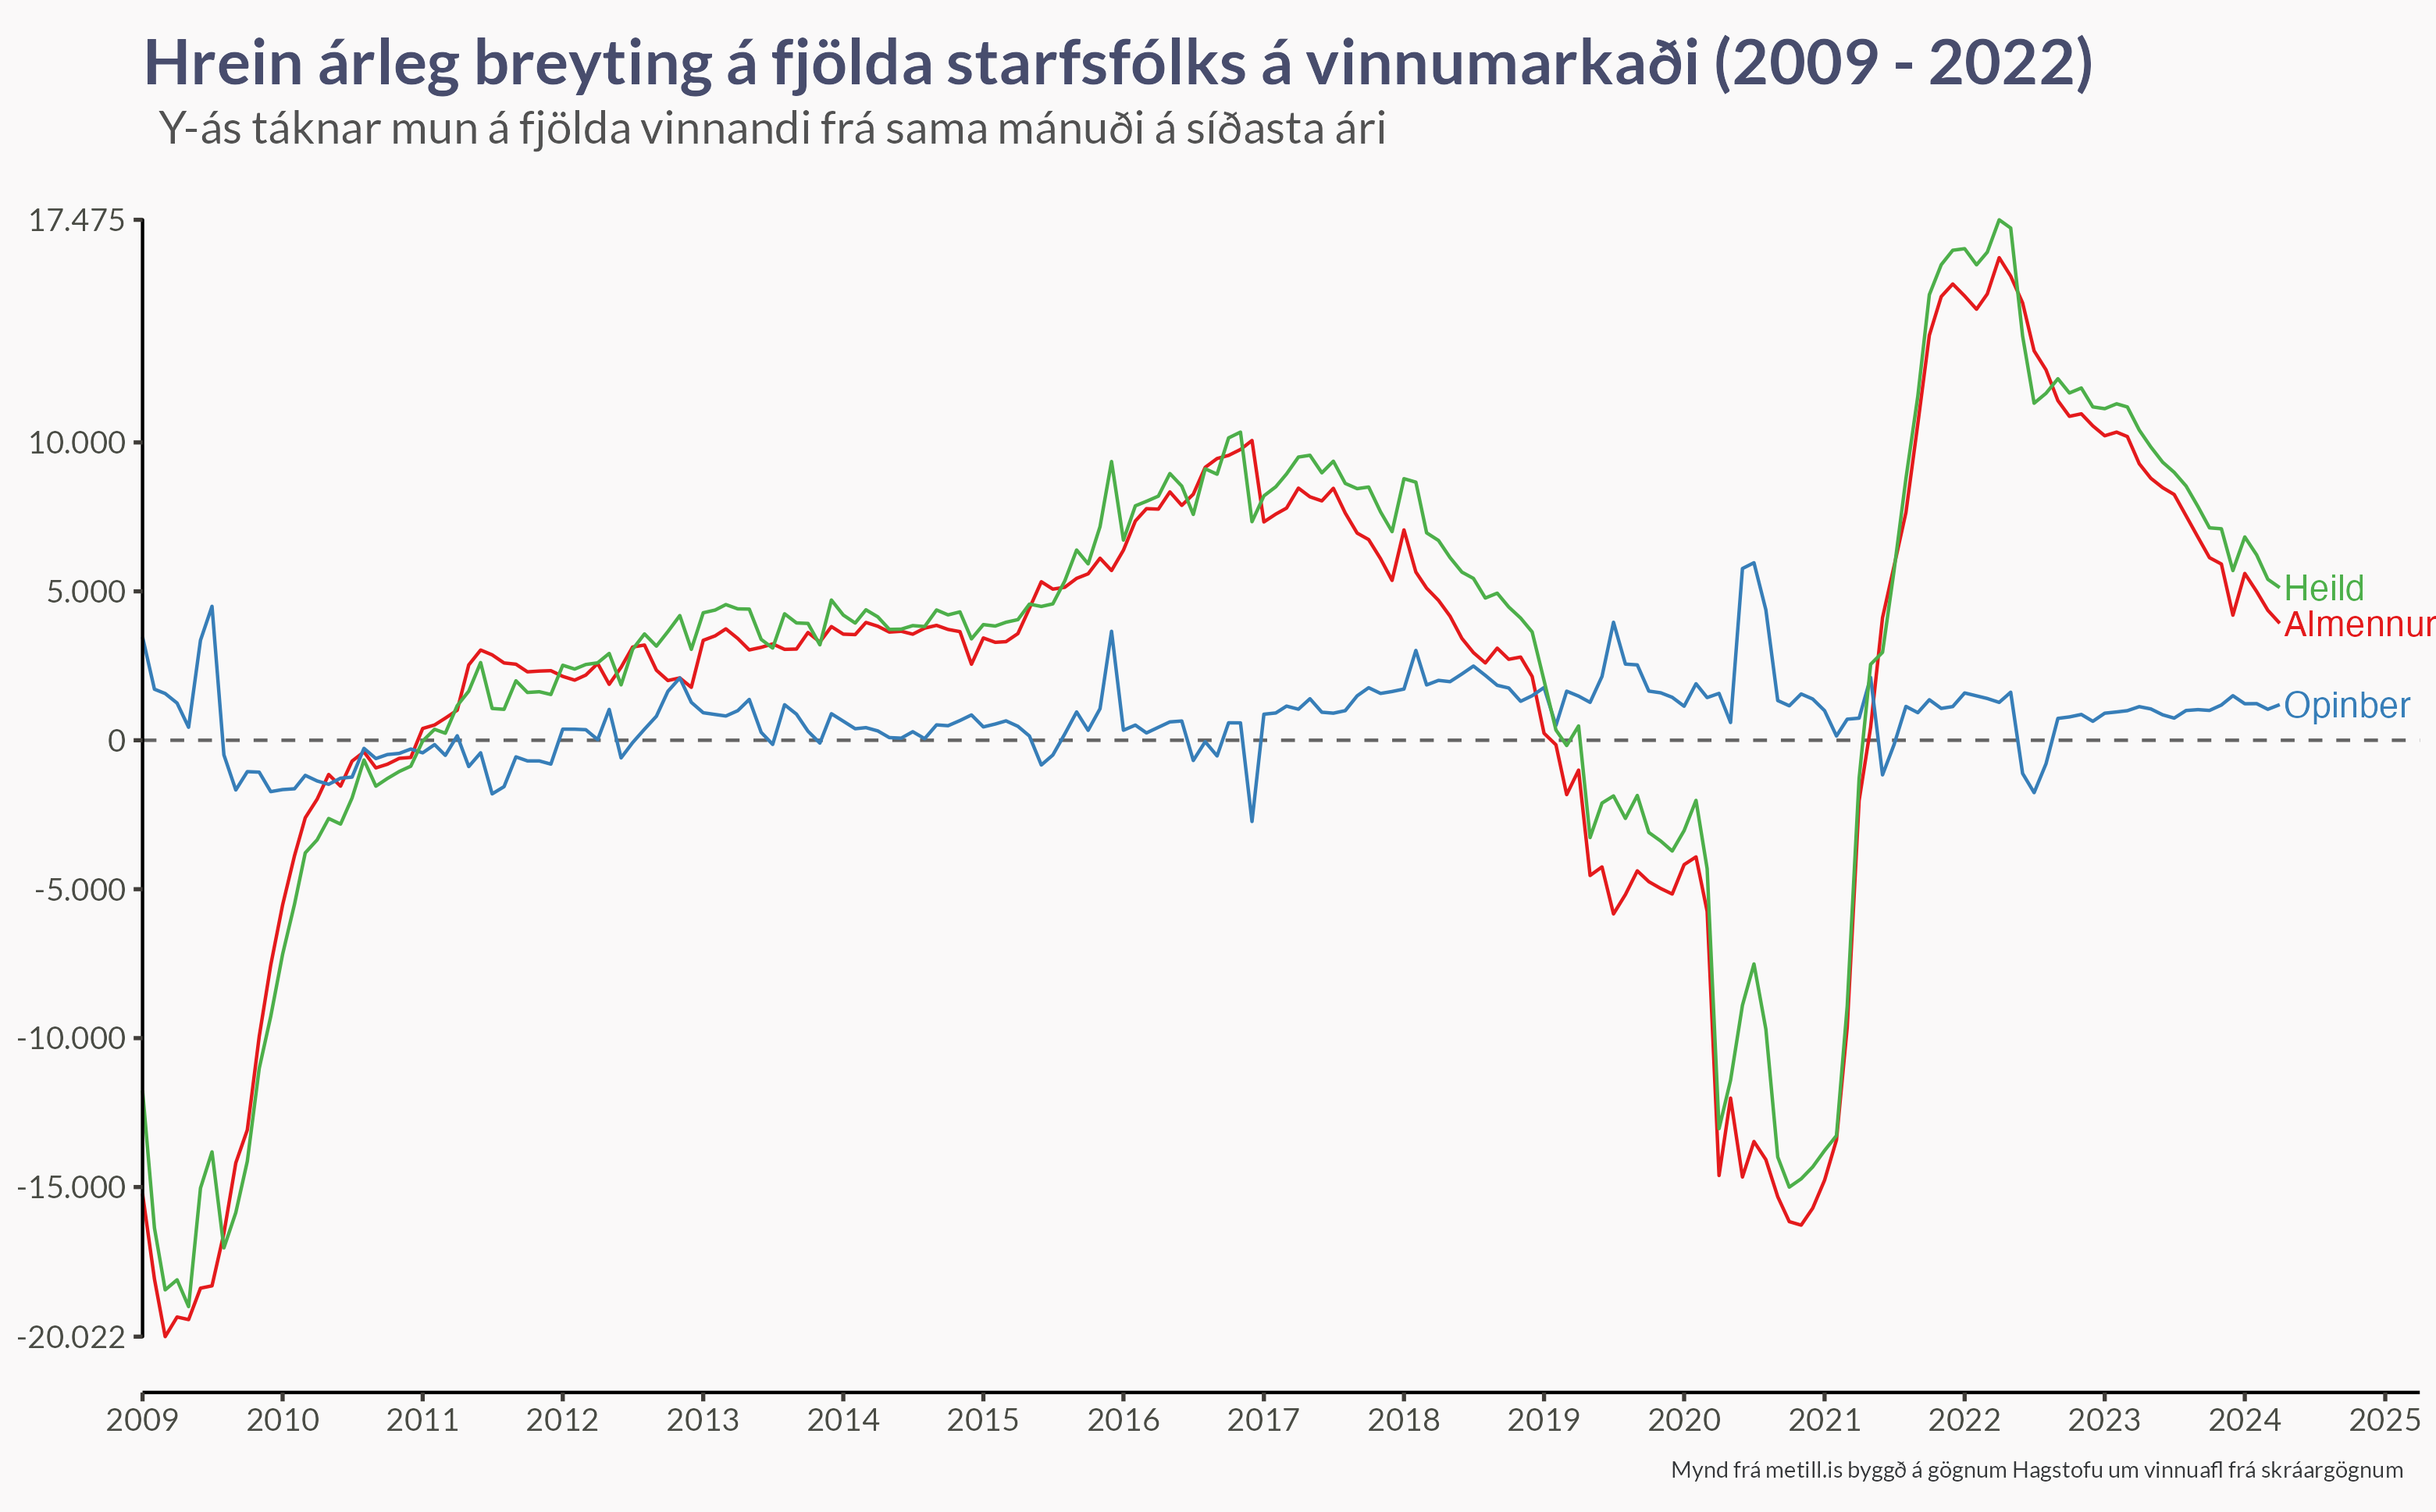 Hrein árleg breyting á fjölda starfsfólks á vinnumarkaði (2009 - 2022)
Y-ás táknar mun á fjölda vinnandi frá sama mánuði á síðasta ári
17.475
10.000
5.000
0
-5.000
-10.000
-15.000
-20.022
Heild
Almennur
Opinber
2009 2010 2011 2012 2013 2014 2015 2016 2017 2018 2019 2020 2021 2022 2023 2024 2025
Mynd frá metill.is byggð á gögnum Hagstofu um vinnuafl frá skráargögnum